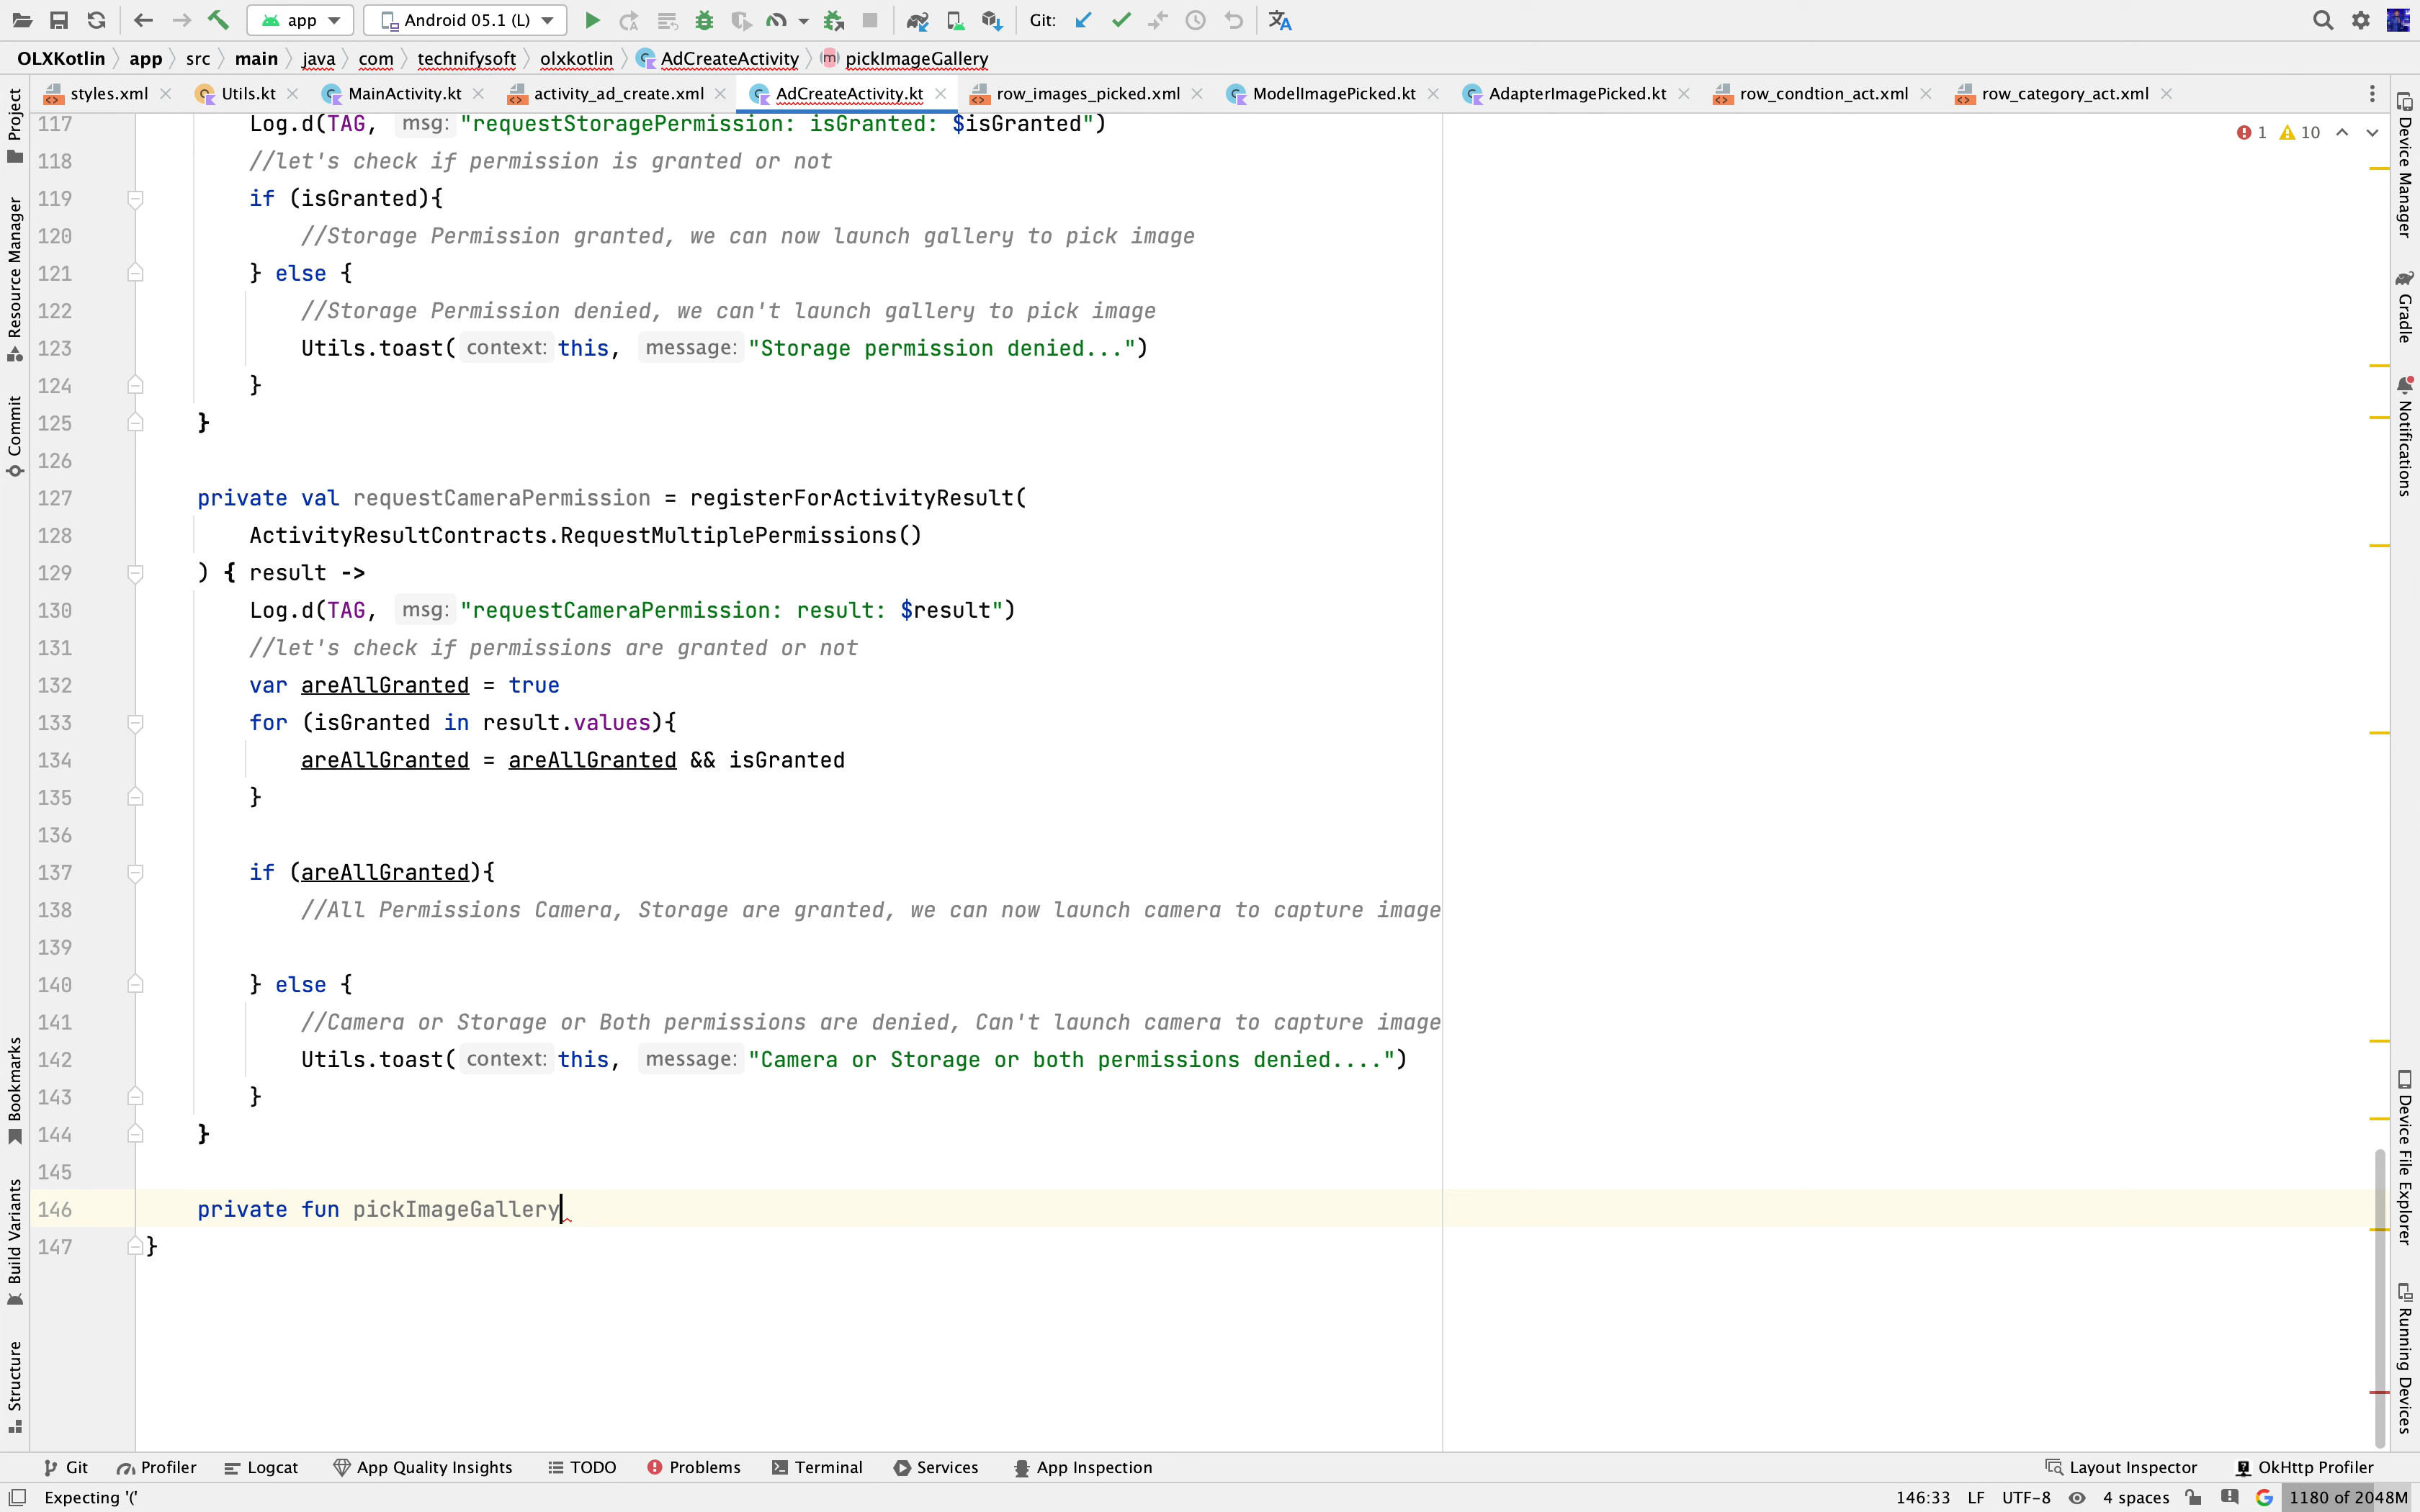 app
Android 05.1 (L)
Git:
OLXKotlin
app
src
main
java
com
technifysoft
olxkotlin
AdCreateActivity
pickImageGallery
styles.xml
Utils.kt
MainActivity.kt
activity_ad_create.xml
AdCreateActivity.kt
row_images_picked.xml
ModelImagePicked.kt
AdapterImagePicked.kt
row_condtion_act.xml
row_category_act.xml
1
10
117 Log.d(TAG, msg: "requestStoragePermission: isGranted: $isGranted")
118 //let's check if permission is granted or not
119 if (isGranted){
120 //Storage Permission granted, we can now launch gallery to pick image
121 } else {
122 //Storage Permission denied, we can't launch gallery to pick image
123 Utils.toast( context: this, message: "Storage permission denied...")
124 }
125 }
126
127 private val requestCameraPermission = registerForActivityResult(
128 ActivityResultContracts.RequestMultiplePermissions()
129 ) { result ->
130 Log.d(TAG, msg: "requestCameraPermission: result: $result")
131 //let's check if permissions are granted or not
132 var areAllGranted = true
133 for (isGranted in result.values){
134 areAllGranted = areAllGranted && isGranted
135 }
136
137 if (areAllGranted){
138 //All Permissions Camera, Storage are granted, we can now launch camera to capture image
139
140 } else {
141 //Camera or Storage or Both permissions are denied, Can't launch camera to capture image
142 Utils.toast( context: this, message: "Camera or Storage or both permissions denied....")
143 }
144 }
145
146 private fun pickImageGallery
147 }
Project
Resource Manager
Commit
Bookmarks
Build Variants
Structure
Device Manager
Gradle
Notifications
Device File Explorer
Running Devices
Git
Profiler
Logcat
App Quality Insights
TODO
Problems
Terminal
Services
App Inspection
Layout Inspector
OkHttp Profiler
Expecting '('
146:33
LF
UTF-8
4 spaces
1180 of 2048M